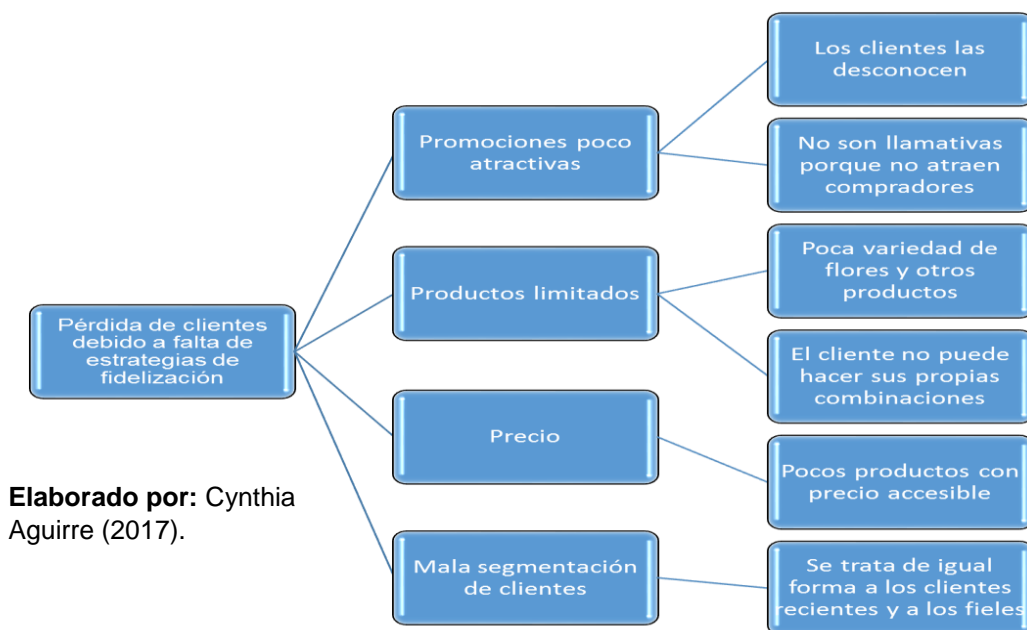 Pérdida de clientes
debido a falta de
estrategias de
fidelización
Promociones poco
atractivas
Los clientes las
desconocen
No son llamativas
porque no atraen
compradores
Productos limitados
Poca variedad de
flores y otros
productos
El cliente no puede
hacer sus propias
combinaciones
Precio
Pocos productos con
precio accesible
Mala segmentación
de clientes
Se trata de igual
forma a los clientes
recientes y a los fieles
Elaborado por: Cynthia
Aguirre (2017).